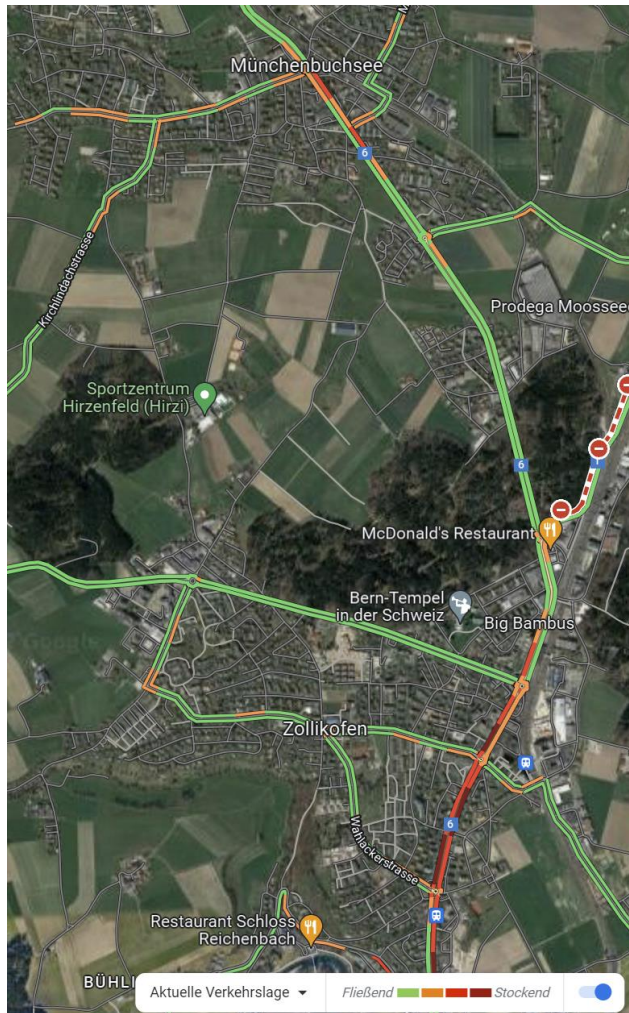 Münchenbuchsee
6
Kirchlindachstrasse
Prodega Moossee
Sportzentrum
Hirzenfeld (Hirzi)
6
1
McDonald's Restaurant
Bern-Tempel
in der Schweiz
Big Bambus
Zollikofen
6
Wahlackerstrasse
Restaurant Schloss
Reichenbach
BÜHLI
Aktuelle Verkehrslage
Fließend
Stockend